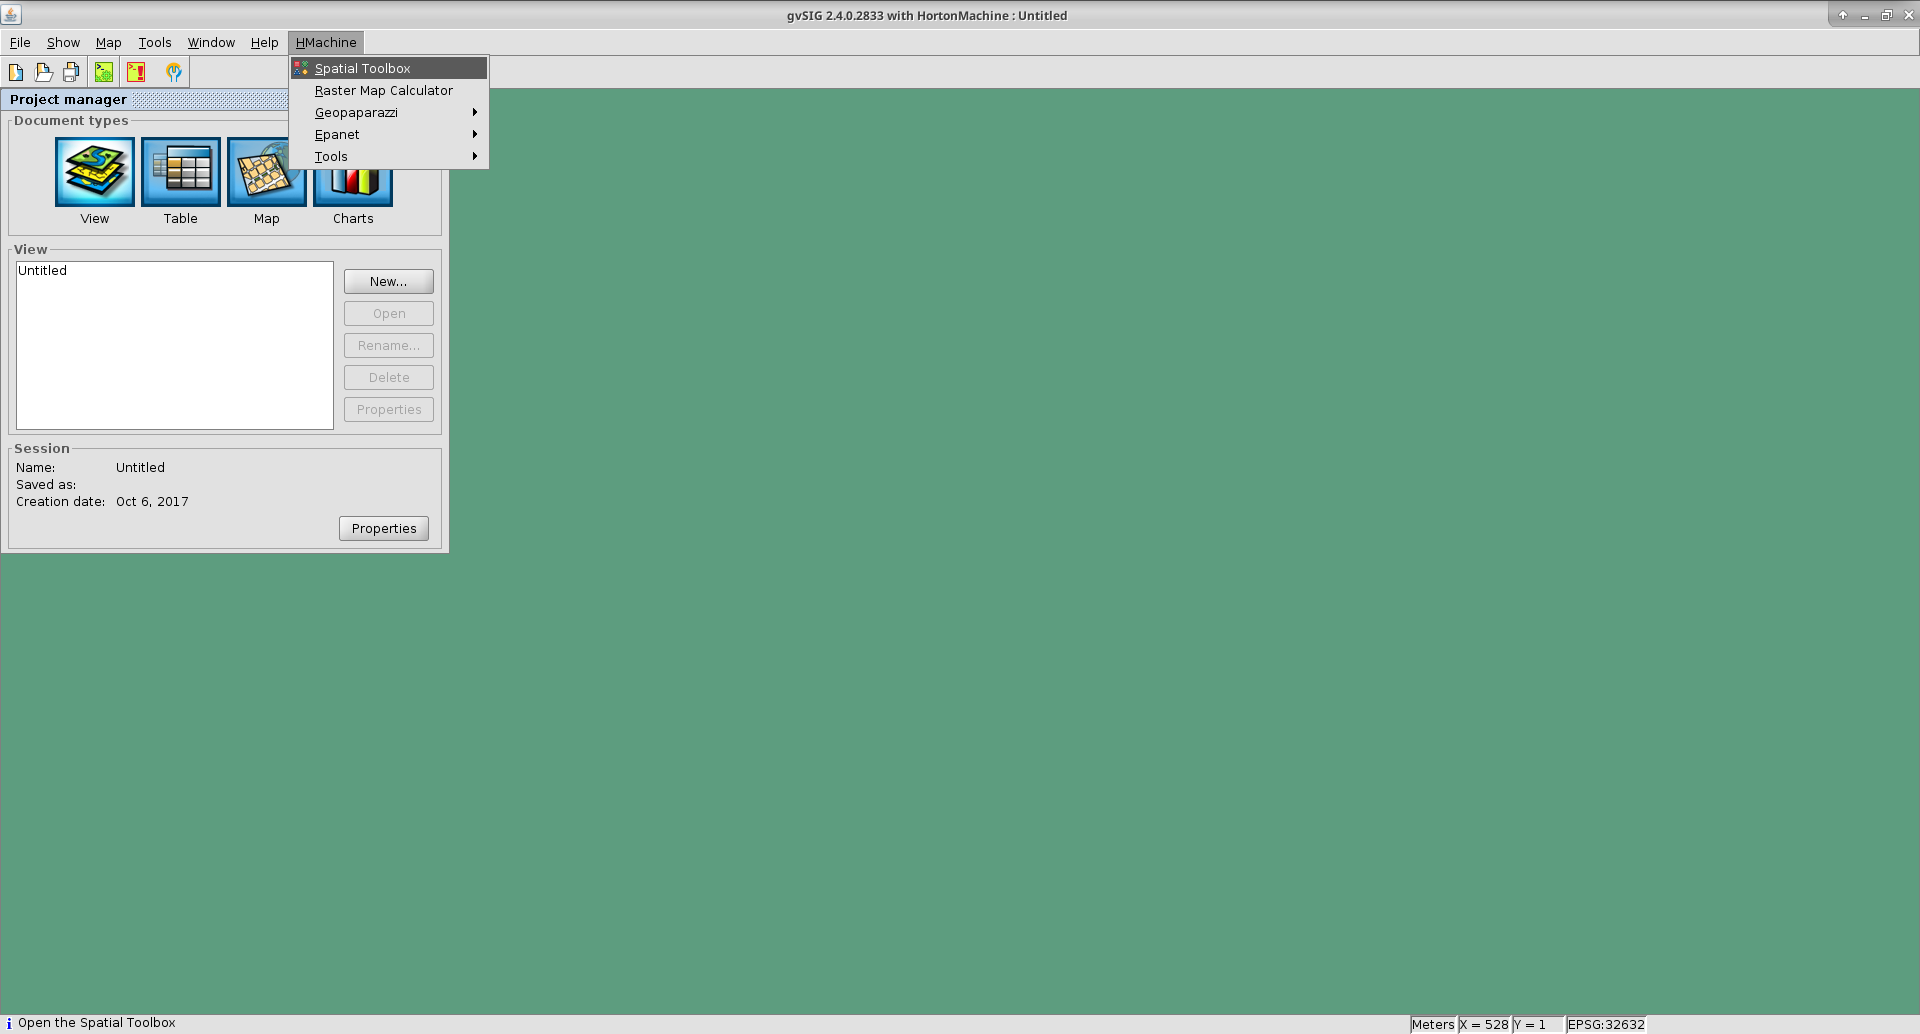 gvSIG 2.4.0.2833 with HortonMachine : Untitled
File Show Map Tools Window Help HMachine
Spatial Toolbox
Raster Map Calculator
Geopaparazzi
Epanet
Tools
Project manager
Document types
View Table Map Charts
View
Untitled
New...
Open
Rename...
Delete
Properties
Session
Name: Untitled
Saved as:
Creation date: Oct 6, 2017
Properties
Open the Spatial Toolbox
Meters X = 528 Y = 1 EPSG:32632